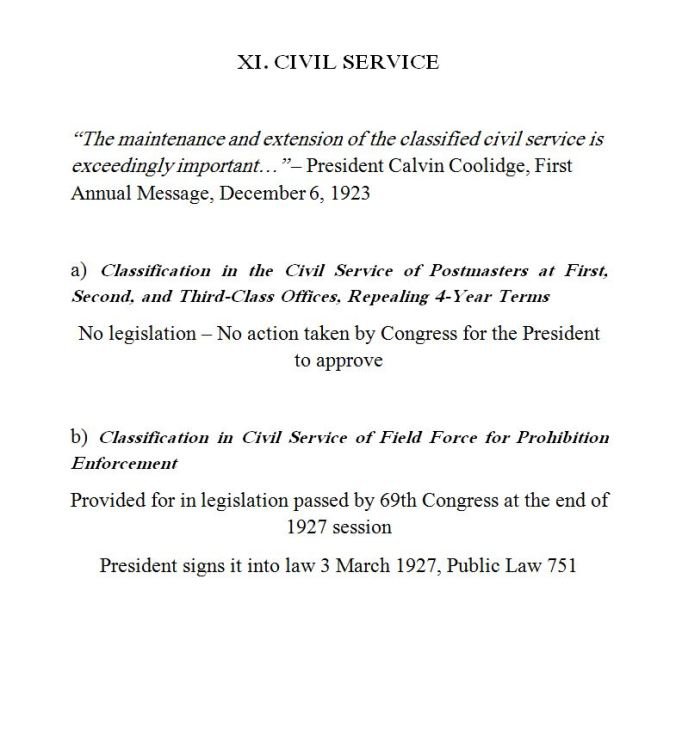 XI. CIVIL SERVICE
“The maintenance and extension of the classified civil service is
exceedingly important…”– President Calvin Coolidge, First
Annual Message, December 6, 1923
a) Classification in the Civil Service of Postmasters at First,
Second, and Third-Class Offices, Repealing 4-Year Terms
No legislation – No action taken by Congress for the President
to approve
b) Classification in Civil Service of Field Force for Prohibition
Enforcement
Provided for in legislation passed by 69th Congress at the end of
1927 session
President signs it into law 3 March 1927, Public Law 751